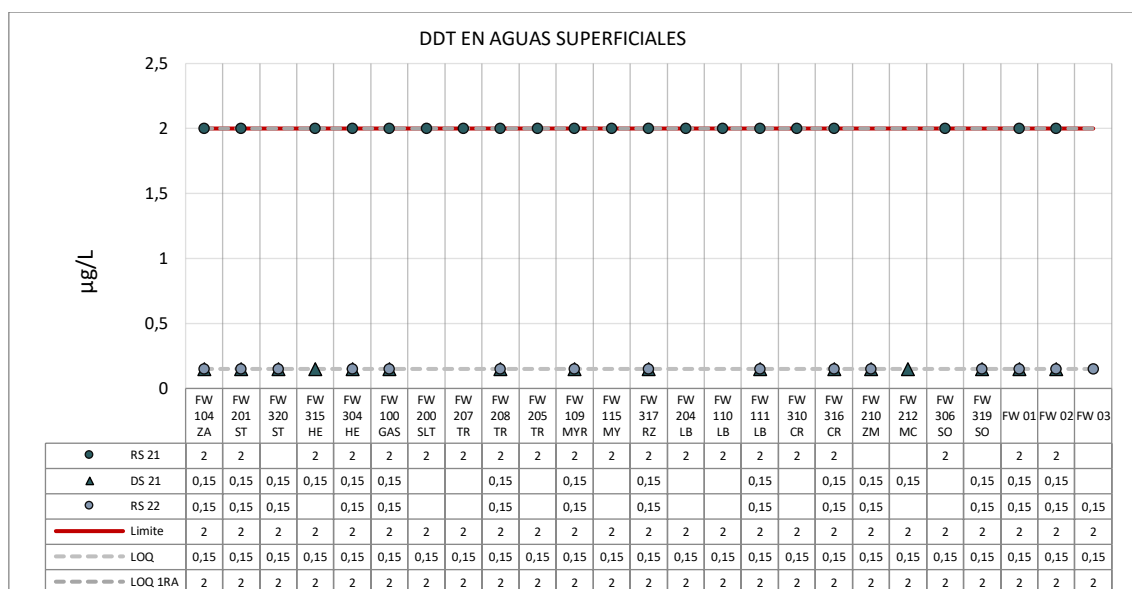 DDT EN AGUAS SUPERFICIALES
2,5
2
1,5
1
0,5
0
µg/L
FW FW FW FW FW FW FW FW FW FW FW FW FW FW FW FW FW FW FW FW FW FW FW 01 FW 02 FW 03
104 201 320 315 304 100 200 207 208 205 109 115 317 204 110 111 310 316 210 212 306 319
ZA ST ST HE HE GAS SLT TR TR TR MYR MY RZ LB LB LB CR CR ZM MC SO SO
RS 21 2 2 2 2 2 2 2 2 2 2 2 2 2 2 2 2 2 2 2 2
DS 21 0,15 0,15 0,15 0,15 0,15 0,15 0,15 0,15 0,15 0,15 0,15 0,15 0,15 0,15 0,15 0,15
RS 22 0,15 0,15 0,15 0,15 0,15 0,15 0,15 0,15 0,15 0,15 0,15 0,15 0,15 0,15 0,15
Limite 2 2 2 2 2 2 2 2 2 2 2 2 2 2 2 2 2 2 2 2 2 2 2 2 2
LOQ 0,15 0,15 0,15 0,15 0,15 0,15 0,15 0,15 0,15 0,15 0,15 0,15 0,15 0,15 0,15 0,15 0,15 0,15 0,15 0,15 0,15 0,15 0,15 0,15 0,15
LOQ 1RA 2 2 2 2 2 2 2 2 2 2 2 2 2 2 2 2 2 2 2 2 2 2 2 2 2